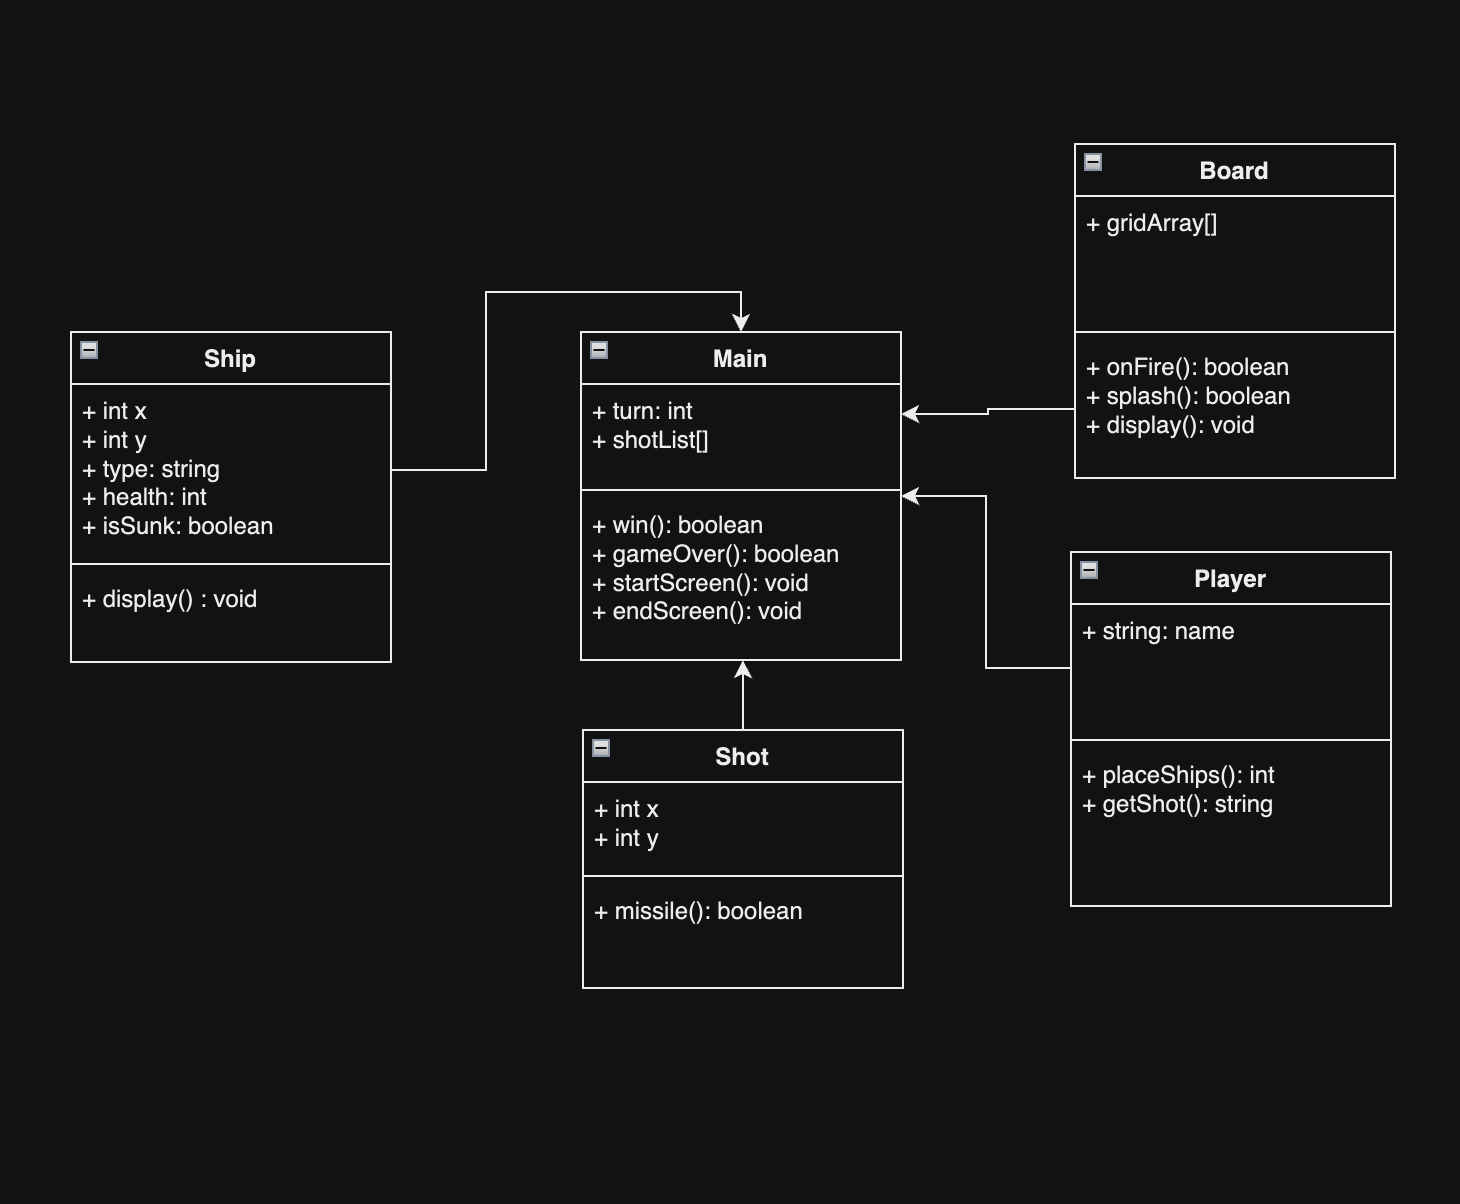 Board
+ gridArray[]
+ onFire(): boolean
+ splash(): boolean
+ display(): void
Ship
+ int x
+ int y
+ type: string
+ health: int
+ isSunk: boolean
+ display() : void
Main
+ turn: int
+ shotList[]
+ win(): boolean
+ gameOver(): boolean
+ startScreen(): void
+ endScreen(): void
Player
+ string: name
+ placeShips(): int
+ getShot(): string
Shot
+ int x
+ int y
+ missile(): boolean